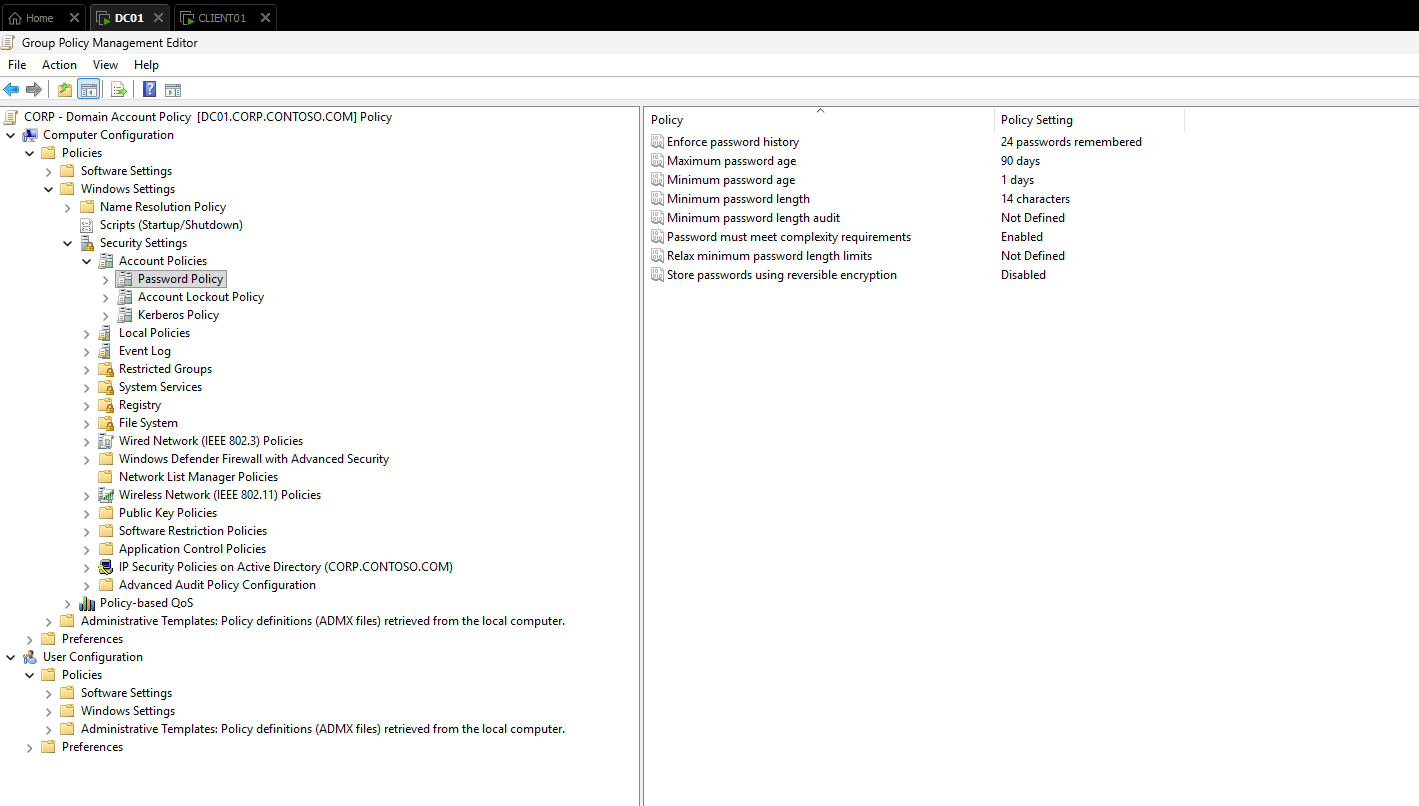 Home DC01 CLIENT01
Group Policy Management Editor
File Action View Help
CORP - Domain Account Policy [DC01.CORP.CONTOSO.COM] Policy
Computer Configuration
Policies
Software Settings
Windows Settings
Name Resolution Policy
Scripts (Startup/Shutdown)
Security Settings
Account Policies
Password Policy
Account Lockout Policy
Kerberos Policy
Local Policies
Event Log
Restricted Groups
System Services
Registry
File System
Wired Network (IEEE 802.3) Policies
Windows Defender Firewall with Advanced Security
Network List Manager Policies
Wireless Network (IEEE 802.11) Policies
Public Key Policies
Software Restriction Policies
Application Control Policies
IP Security Policies on Active Directory (CORP.CONTOSO.COM)
Advanced Audit Policy Configuration
Policy-based QoS
Administrative Templates: Policy definitions (ADMX files) retrieved from the local computer.
Preferences
User Configuration
Policies
Software Settings
Windows Settings
Administrative Templates: Policy definitions (ADMX files) retrieved from the local computer.
Preferences
Policy Policy Setting
Enforce password history 24 passwords remembered
Maximum password age 90 days
Minimum password age 1 days
Minimum password length 14 characters
Minimum password length audit Not Defined
Password must meet complexity requirements Enabled
Relax minimum password length limits Not Defined
Store passwords using reversible encryption Disabled